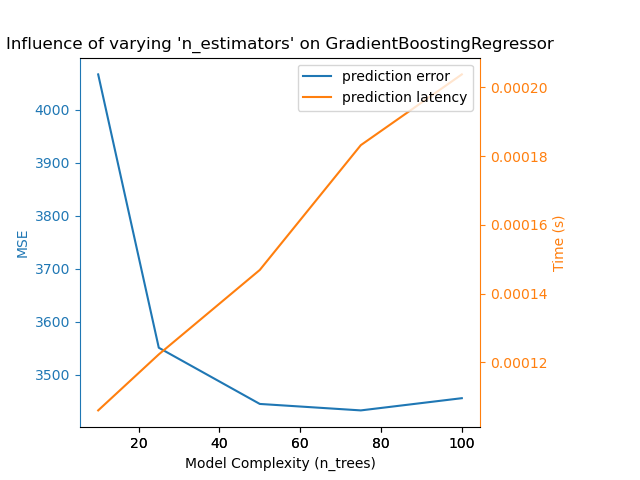 Influence of varying 'n_estimators' on GradientBoostingRegressor
prediction error
prediction latency
MSE
4000
3900
3800
3700
3600
3500
0.00020
0.00018
0.00016
0.00014
0.00012
Time (s)
20
40
60
80
100
Model Complexity (n_trees)